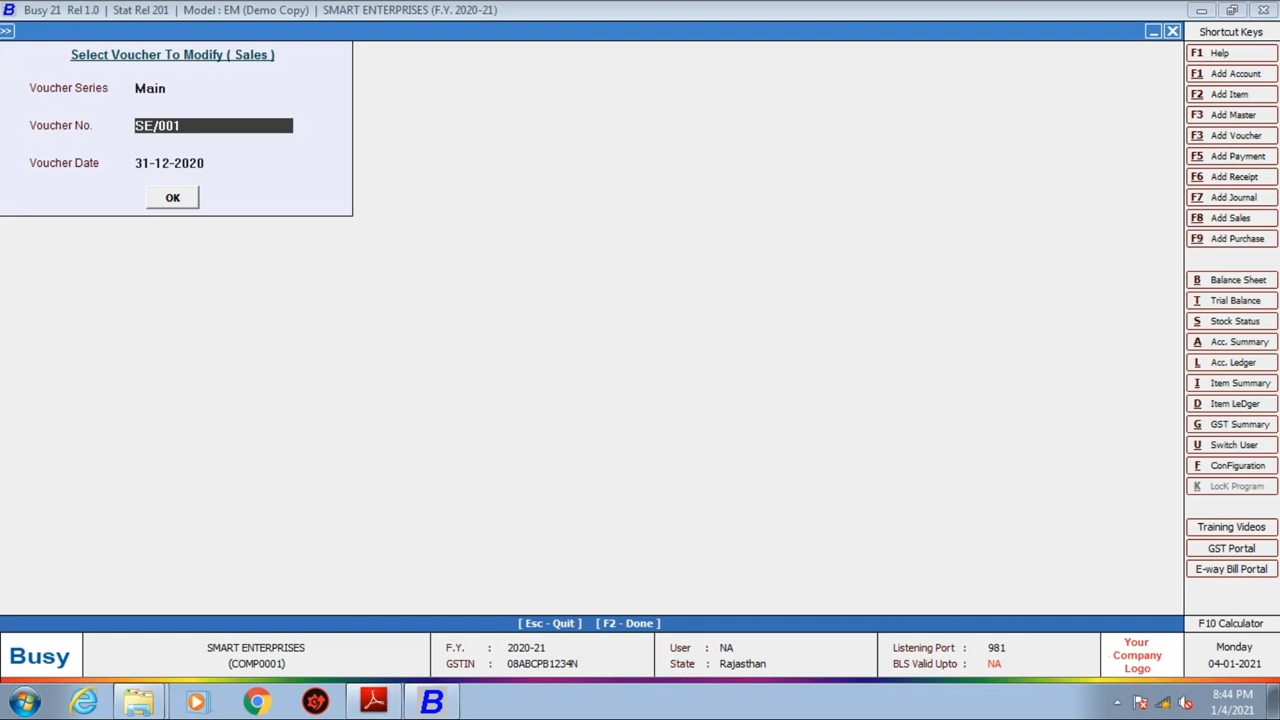 Busy 21 Rel 1.0 | Stat Rel 201 | Model : EM (Demo Copy) | SMART ENTERPRISES (F.Y. 2020-21)
>>
Select Voucher To Modify ( Sales )
Voucher Series Main
Voucher No. SE/001
Voucher Date 31-12-2020
OK
Shortcut Keys
F1 Help
F1 Add Account
F2 Add Item
F3 Add Master
F3 Add Voucher
F5 Add Payment
F6 Add Receipt
F7 Add Journal
F8 Add Sales
F9 Add Purchase
B Balance Sheet
T Trial Balance
S Stock Status
A Acc. Summary
L Acc. Ledger
I Item Summary
D Item LeDger
G GST Summary
U Switch User
F ConFiguration
K LocK Program
Training Videos
GST Portal
E-way Bill Portal
[ Esc - Quit ] [ F2 - Done ]
F10 Calculator
Busy
SMART ENTERPRISES
(COMP0001)
F.Y. : 2020-21
GSTIN : 08ABCPB1234N
User : NA
State : Rajasthan
Listening Port : 981
BLS Valid Upto : NA
Your
Company
Logo
Monday
04-01-2021
B
8:44 PM
1/4/2021